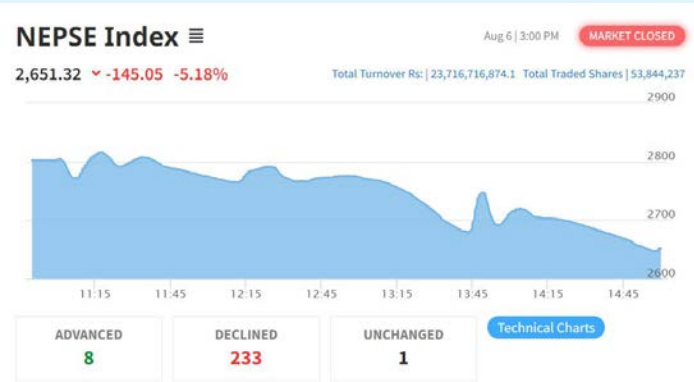 NEPSE Index
Aug 6 | 3:00 PM MARKET CLOSED
2,651.32 -145.05 -5.18%
Total Turnover Rs: | 23,716,716,874.1 Total Traded Shares | 53,844,237
2900
2800
2700
2600
11:15 11:45 12:15 12:45 13:15 13:45 14:15 14:45
ADVANCED
8
DECLINED
233
UNCHANGED
1
Technical Charts